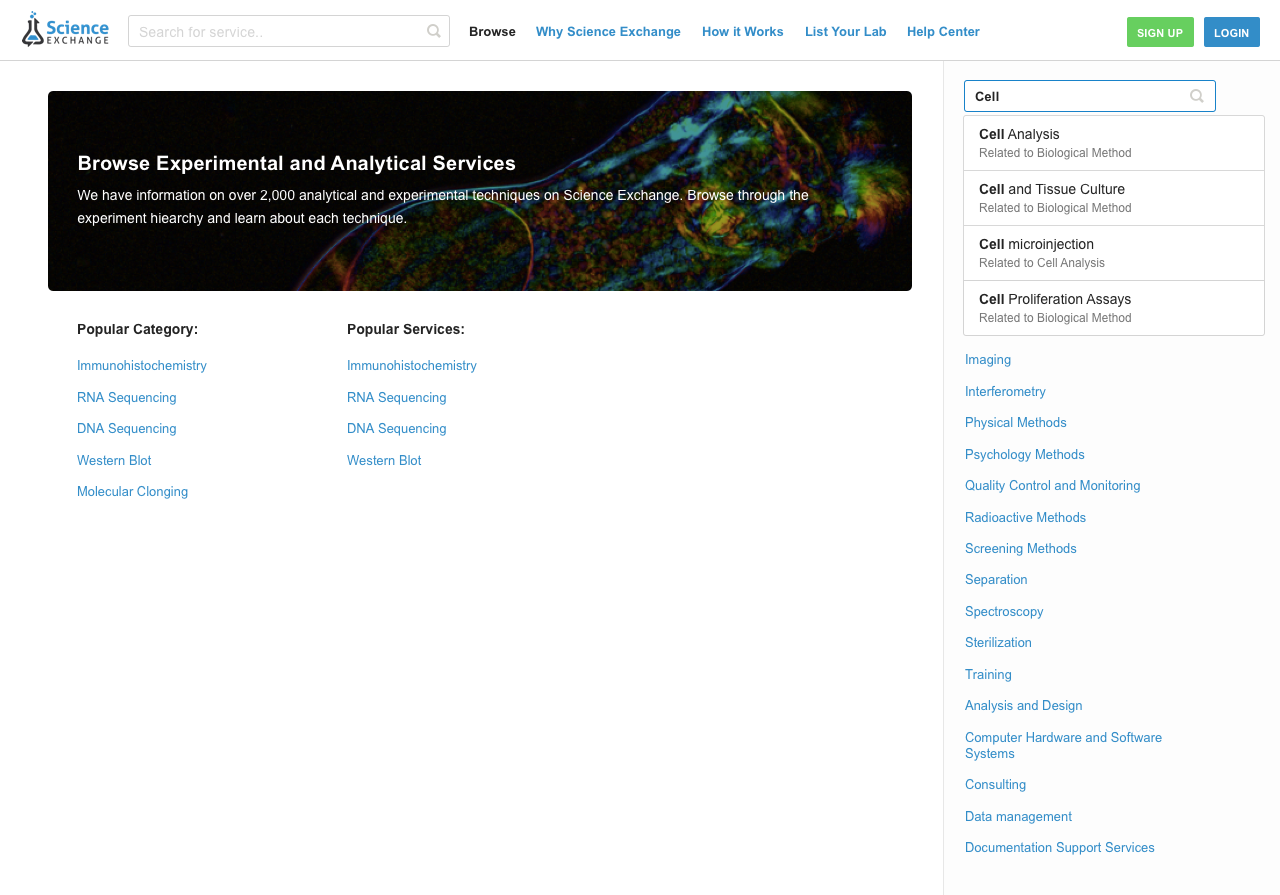 Science
EXCHANGE
Search for service..
Browse
Why Science Exchange
How it Works
List Your Lab
Help Center
SIGN UP
LOGIN
Browse Experimental and Analytical Services
We have information on over 2,000 analytical and experimental techniques on Science Exchange. Browse through the
experiment hiearchy and learn about each technique.
Popular Category:
Immunohistochemistry
RNA Sequencing
DNA Sequencing
Western Blot
Molecular Clonging
Popular Services:
Immunohistochemistry
RNA Sequencing
DNA Sequencing
Western Blot
Cell
Cell Analysis
Related to Biological Method
Cell and Tissue Culture
Related to Biological Method
Cell microinjection
Related to Cell Analysis
Cell Proliferation Assays
Related to Biological Method
Imaging
Interferometry
Physical Methods
Psychology Methods
Quality Control and Monitoring
Radioactive Methods
Screening Methods
Separation
Spectroscopy
Sterilization
Training
Analysis and Design
Computer Hardware and Software
Systems
Consulting
Data management
Documentation Support Services